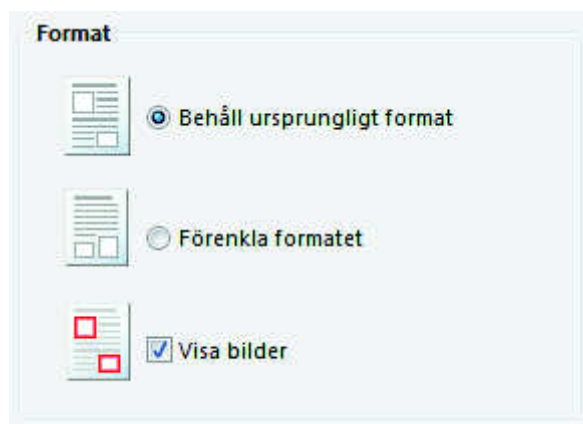 Format
Behåll ursprungligt format
Förenkla formatet
Visa bilder